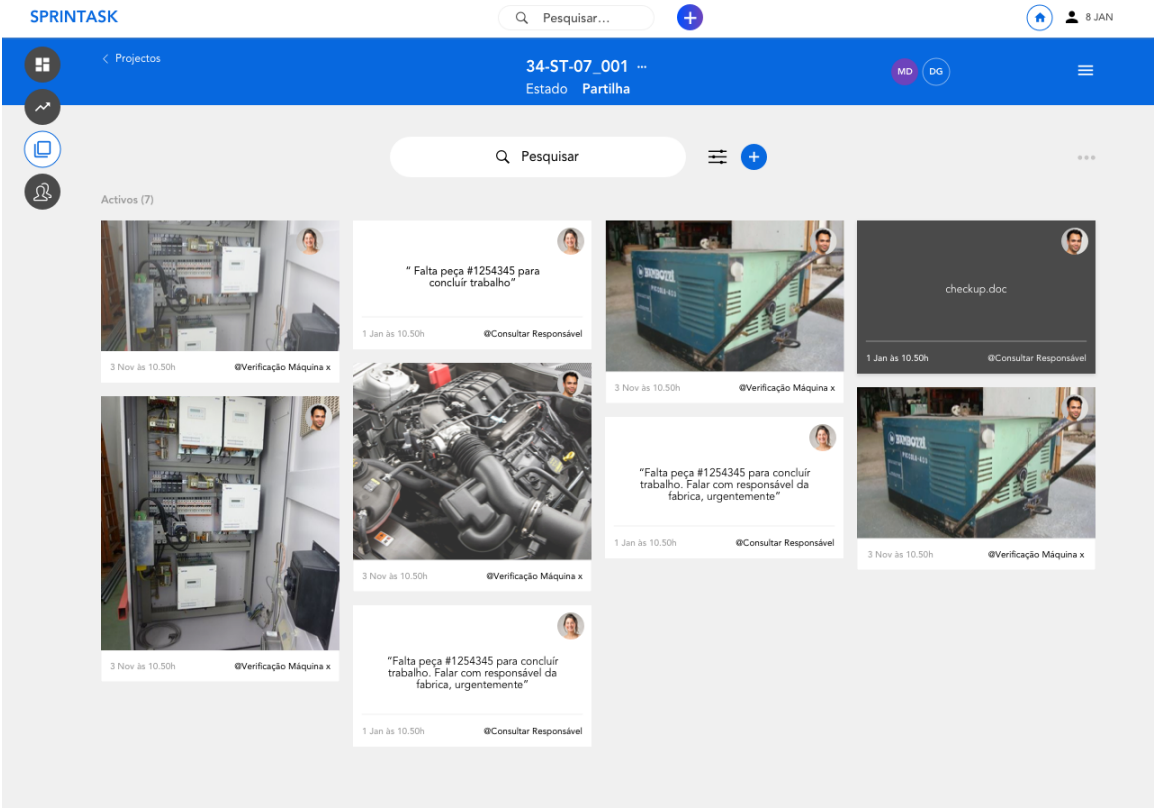 SPRINTASK
Pesquisar...
8 JAN
Projectos
34-ST-07_001 ...
MD
DG
Estado Partilha
Pesquisar
Activos (7)
3 Nov às 10.50h @Verificação Máquina x
3 Nov às 10.50h @Verificação Máquina x
" Falta peça #1254345 para
concluír trabalho"
1 Jan às 10.50h @Consultar Responsável
3 Nov às 10.50h @Verificação Máquina x
"Falta peça #1254345 para concluír
trabalho. Falar com responsável da
fabrica, urgentemente"
1 Jan às 10.50h @Consultar Responsável
3 Nov às 10.50h @Verificação Máquina x
"Falta peça #1254345 para concluír
trabalho. Falar com responsável da
fabrica, urgentemente"
1 Jan às 10.50h @Consultar Responsável
checkup.doc
1 Jan às 10.50h @Consultar Responsável
3 Nov às 10.50h @Verificação Máquina x